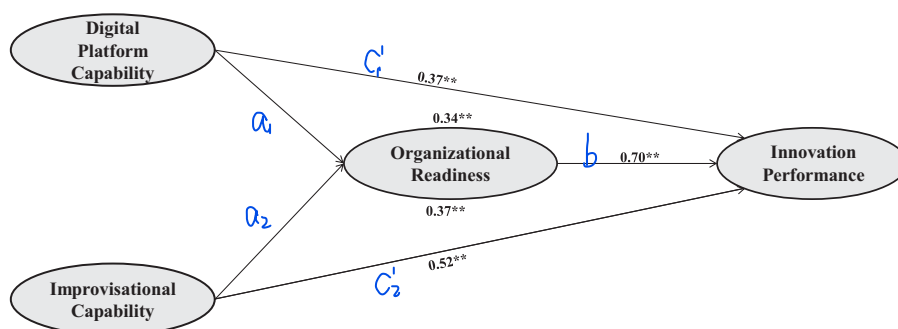 Digital
Platform
Capability
C₁'
0.37**
a₁
0.34**
Organizational
Readiness
b
0.70**
Innovation
Performance
0.37**
a₂
0.52**
C₂'
Improvisational
Capability